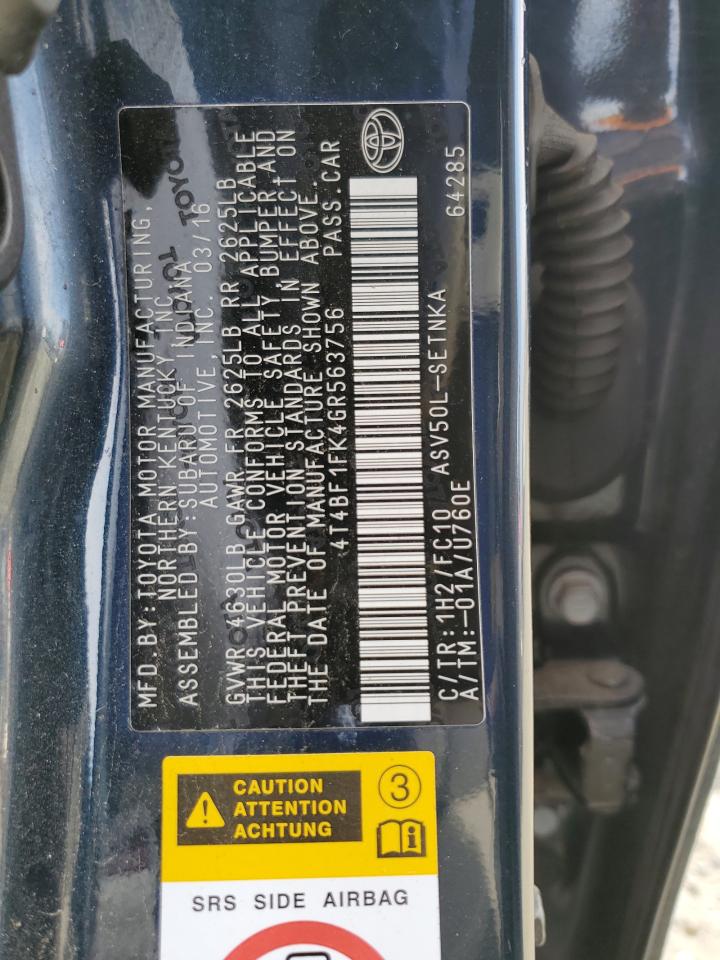 MFD. BY:TOYOTA MOTOR MANUFACTURING,
NORTHERN KENTUCKY INC.
ASSEMBLED BY:SUBARU OF INDIANA
AUTOMOTIVE, INC. 03/16
GVWR 4630LB GAWR FR 2625LB RR 2625LB
THIS VEHICLE CONFORMS TO ALL APPLICABLE
FEDERAL MOTOR VEHICLE SAFETY, BUMPER AND
THEFT PREVENTION STANDARDS IN EFFECT ON
THE DATE OF MANUFACTURE SHOWN ABOVE.
4T4BF1FK4GR563756 PASS.CAR
C/TR:1H2/FC10 ASV50L-SETNKA
A/TM:-01A/U760E 64285
CAUTION
ATTENTION
ACHTUNG
3
SRS SIDE AIRBAG